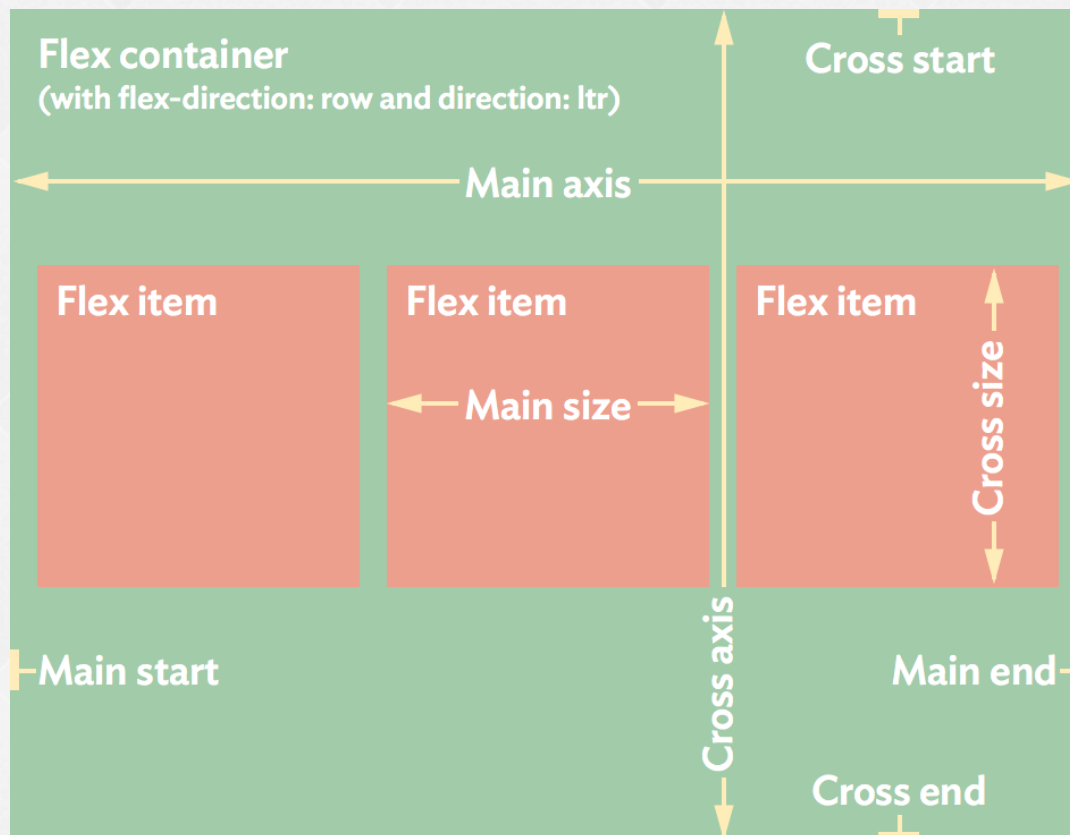 Flex container
(with flex-direction: row and direction: ltr)
Cross start
Main axis
Flex item
Flex item
Flex item
Main size
Cross size
Main start
Cross axis
Main end
Cross end